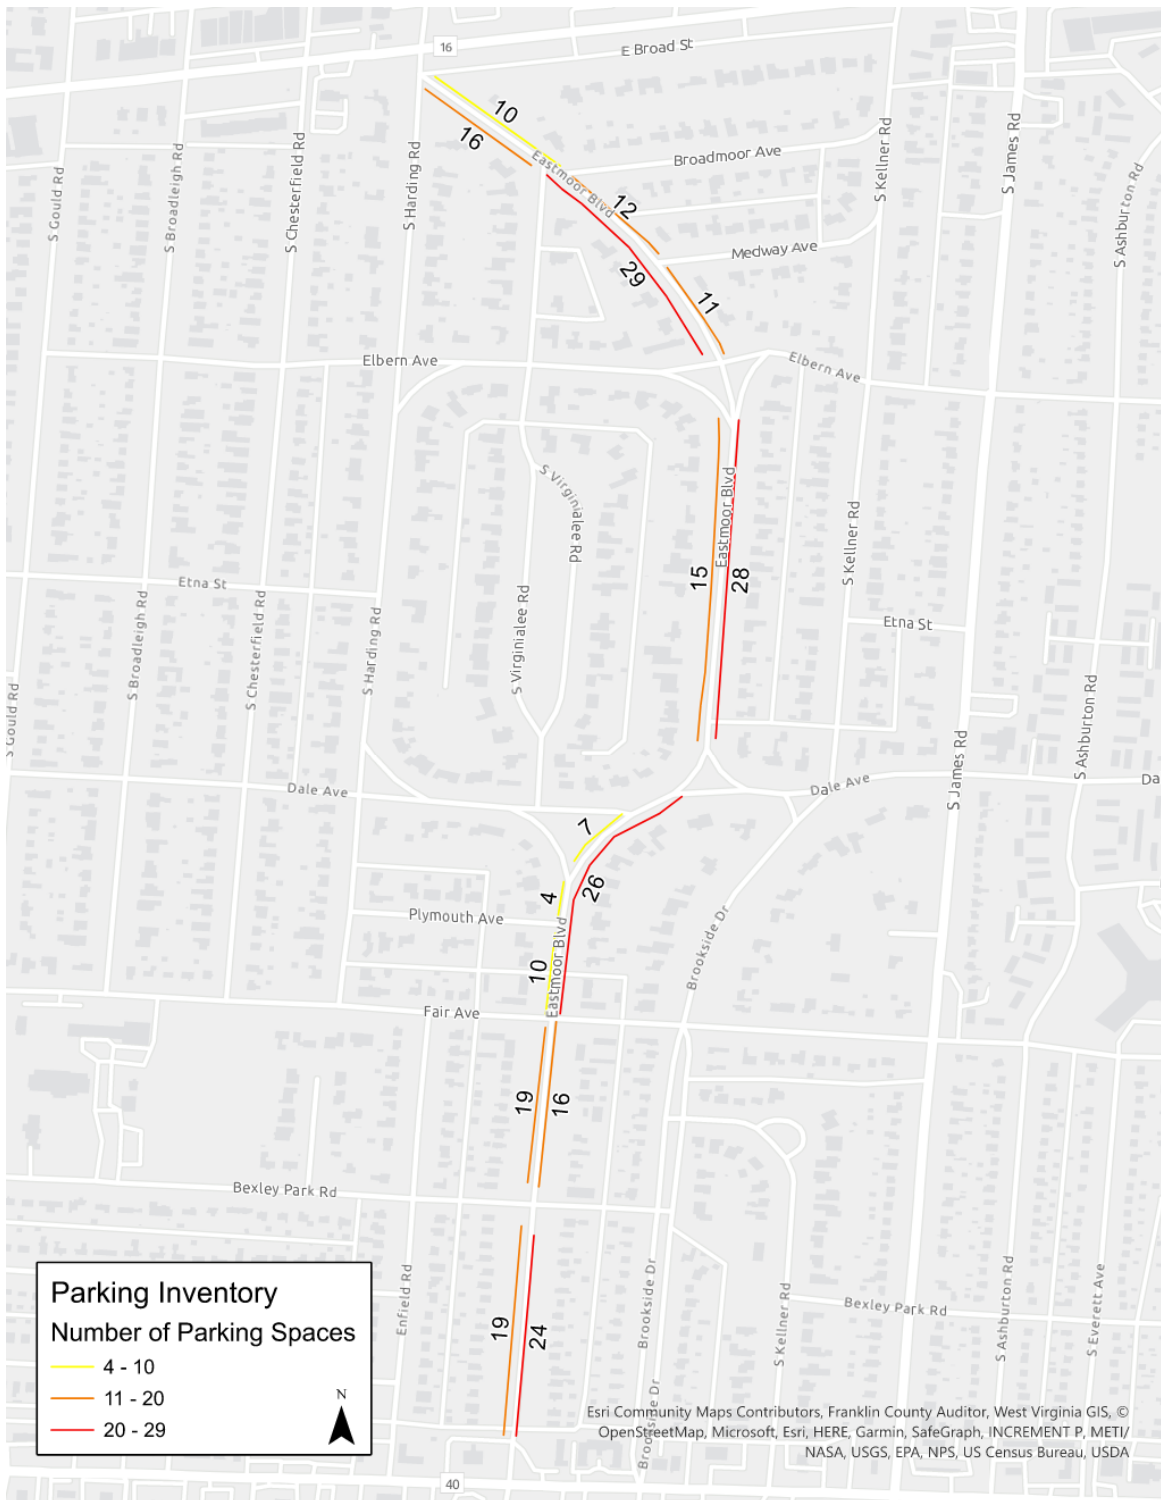 16
E Broad St
10
16
Eastmoor Blvd
Broadmoor Ave
S Kellner Rd
S James Rd
S Gould Rd
S Broadleigh Rd
S Chesterfield Rd
S Harding Rd
S Ashburton Rd
12
Medway Ave
29
11
Elbern Ave
Elbern Ave
S Virginialee Rd
Eastmoor Blvd
S Kellner Rd
15
28
Etna St
Etna St
S Broadleigh Rd
S Chesterfield Rd
S Harding Rd
S Virginialee Rd
S Gould Rd
S Ashburton Rd
S James Rd
Dale Ave
Dale Ave
Da
7
26
4
Plymouth Ave
Eastmoor Blvd
10
Brookside Dr
Fair Ave
19
16
Bexley Park Rd
Enfield Rd
19
24
Brookside Dr
S Kellner Rd
Bexley Park Rd
S Ashburton Rd
S Everett Ave
Brookside Dr
Parking Inventory
Number of Parking Spaces
4 - 10
11 - 20
20 - 29
N
Esri Community Maps Contributors, Franklin County Auditor, West Virginia GIS, ©
OpenStreetMap, Microsoft, Esri, HERE, Garmin, SafeGraph, INCREMENT P, METI/
NASA, USGS, EPA, NPS, US Census Bureau, USDA
40